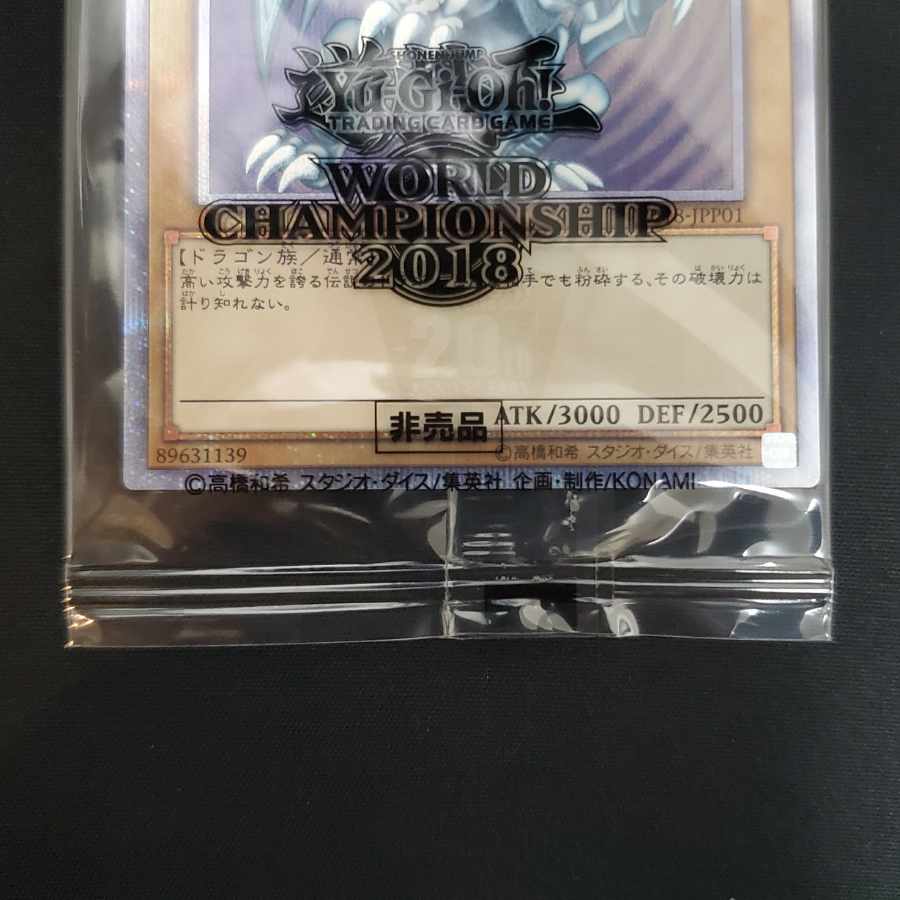 SHONEN JUMP
Yu-Gi-Oh!
TRADING CARD GAME
WORLD
CHAMPIONSHIP
2018
8-JPP01
【ドラゴン族／通常
高い攻撃力を誇る伝説 手でも粉砕する、その破壊力は
計り知れない。
20th
ATK/3000 DEF/2500
非売品
89631139
©高橋和希 スタジオ・ダイス/集英社
©高橋和希 スタジオ・ダイス/集英社 企画・制作/KONAMI